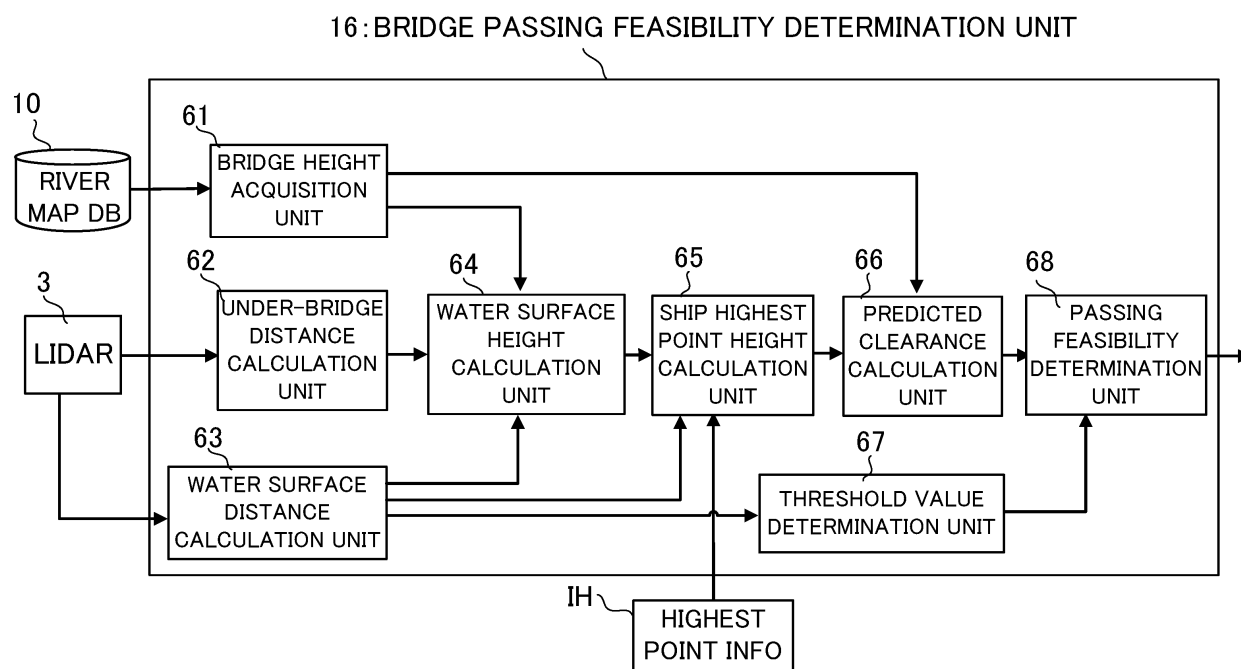 16:BRIDGE PASSING FEASIBILITY DETERMINATION UNIT
10
RIVER
MAP DB
61
BRIDGE HEIGHT
ACQUISITION
UNIT
3
LIDAR
62
UNDER-BRIDGE
DISTANCE
CALCULATION
UNIT
64
WATER SURFACE
HEIGHT
CALCULATION
UNIT
65
SHIP HIGHEST
POINT HEIGHT
CALCULATION
UNIT
66
PREDICTED
CLEARANCE
CALCULATION
UNIT
68
PASSING
FEASIBILITY
DETERMINATION
UNIT
63
WATER SURFACE
DISTANCE
CALCULATION UNIT
67
THRESHOLD VALUE
DETERMINATION UNIT
IH
HIGHEST
POINT INFO